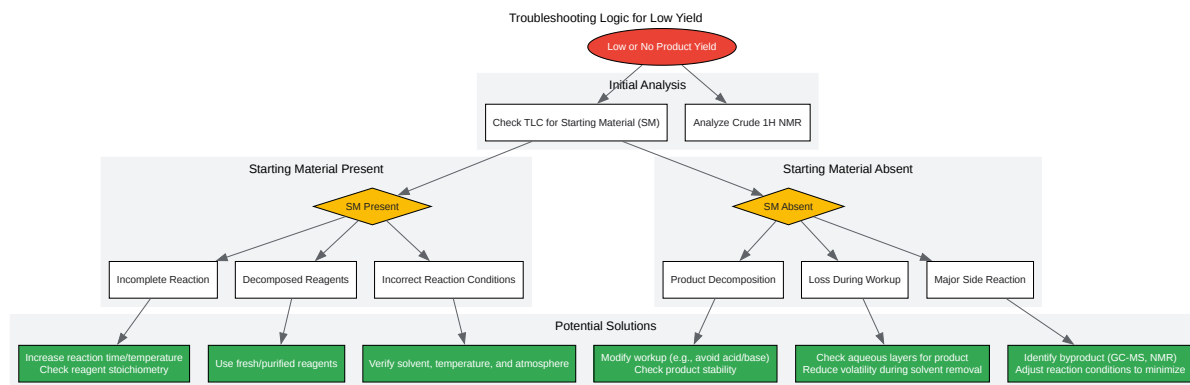 Troubleshooting Logic for Low Yield
Low or No Product Yield
Initial Analysis
Check TLC for Starting Material (SM)
Analyze Crude 1H NMR
Starting Material Present
Starting Material Absent
SM Present
SM Absent
Incomplete Reaction
Decomposed Reagents
Incorrect Reaction Conditions
Product Decomposition
Loss During Workup
Major Side Reaction
Potential Solutions
Increase reaction time/temperature
Check reagent stoichiometry
Use fresh/purified reagents
Verify solvent, temperature, and atmosphere
Modify workup (e.g., avoid acid/base)
Check product stability
Check aqueous layers for product
Reduce volatility during solvent removal
Identify byproduct (GC-MS, NMR)
Adjust reaction conditions to minimize